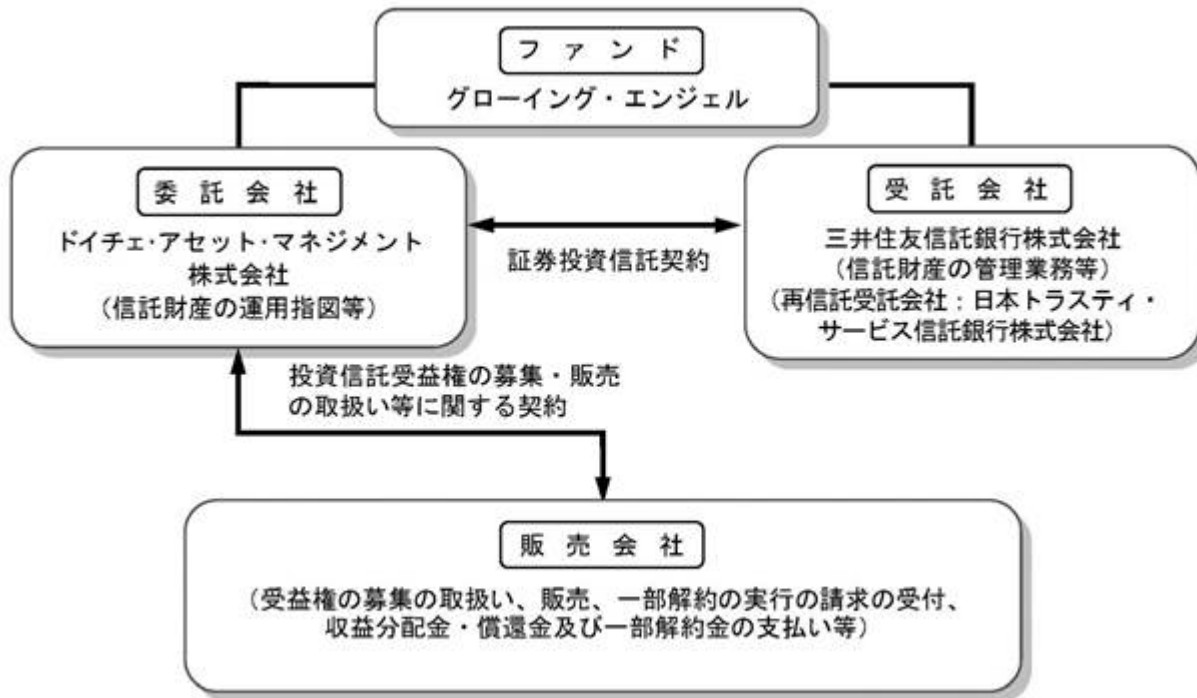 ファンド
グローイング・エンジェル
委託会社
ドイチェ・アセット・マネジメント
株式会社
(信託財産の運用指図等)
証券投資信託契約
受託会社
三井住友信託銀行株式会社
(信託財産の管理業務等)
(再信託受託会社:日本トラスティ・
サービス信託銀行株式会社)
投資信託受益権の募集・販売
の取扱い等に関する契約
販売会社
(受益権の募集の取扱い、販売、一部解約の実行の請求の受付、
収益分配金・償還金及び一部解約金の支払い等)